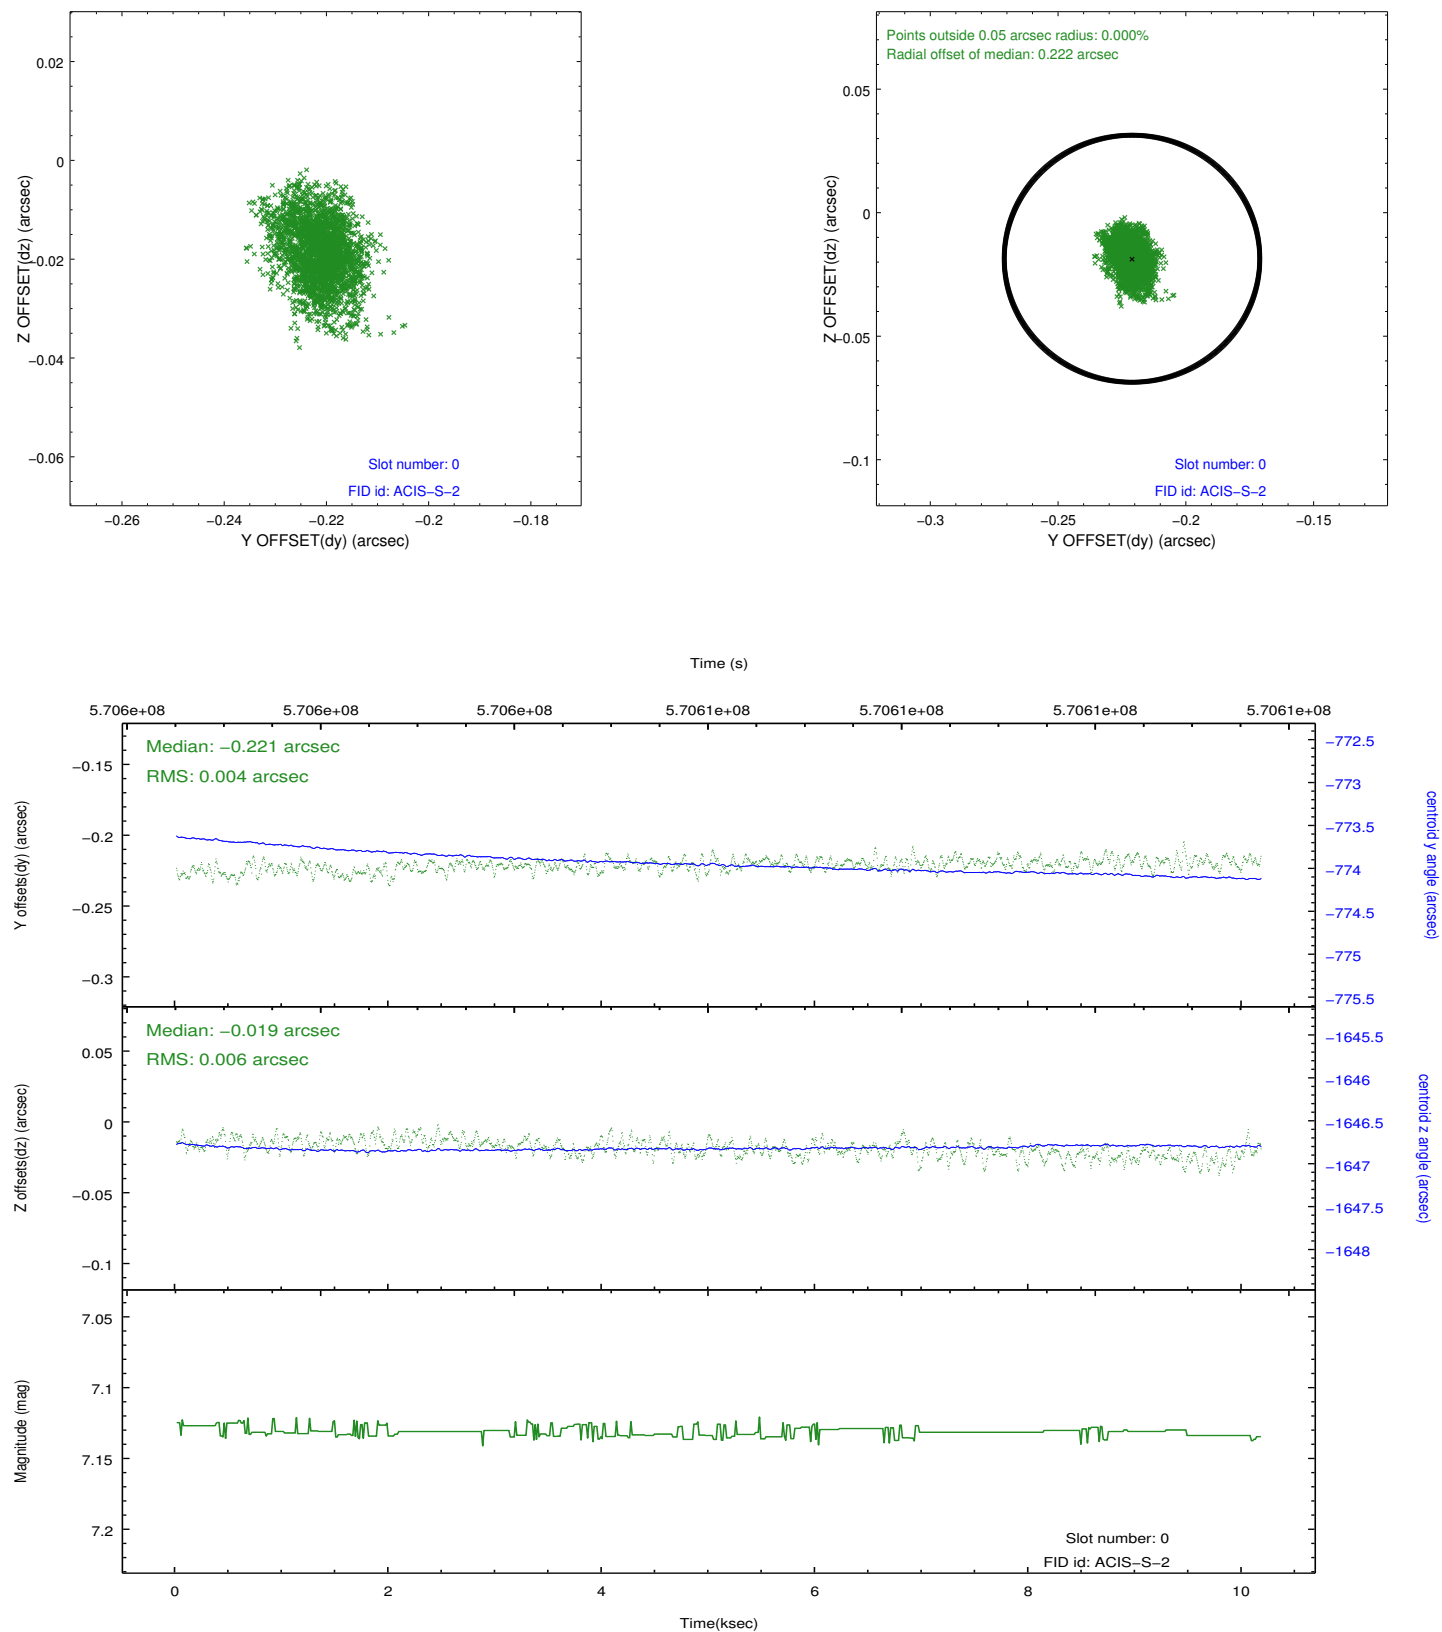 0.02
0
−0.02
−0.04
−0.06
Z OFFSET(dz) (arcsec)
Slot number: 0
FID id: ACIS−S−2
−0.26
−0.24
−0.22
−0.2
−0.18
Y OFFSET(dy) (arcsec)
Points outside 0.05 arcsec radius: 0.000%
Radial offset of median: 0.222 arcsec
0.05
0
−0.05
−0.1
Z OFFSET(dz) (arcsec)
Slot number: 0
FID id: ACIS−S−2
−0.3
−0.25
−0.2
−0.15
Y OFFSET(dy) (arcsec)
Time (s)
5.706e+08
5.706e+08
5.706e+08
5.7061e+08
5.7061e+08
5.7061e+08
5.7061e+08
Median: −0.221 arcsec
RMS: 0.004 arcsec
−0.15
−0.2
−0.25
−0.3
Y offsets(dy) (arcsec)
−772.5
−773
−773.5
−774
−774.5
−775
−775.5
centroid y angle (arcsec)
Median: −0.019 arcsec
RMS: 0.006 arcsec
0.05
0
−0.05
−0.1
Z offsets(dz) (arcsec)
−1645.5
−1646
−1646.5
−1647
−1647.5
−1648
centroid z angle (arcsec)
7.05
7.1
7.15
7.2
Magnitude (mag)
Slot number: 0
FID id: ACIS−S−2
0
2
4
6
8
10
Time(ksec)